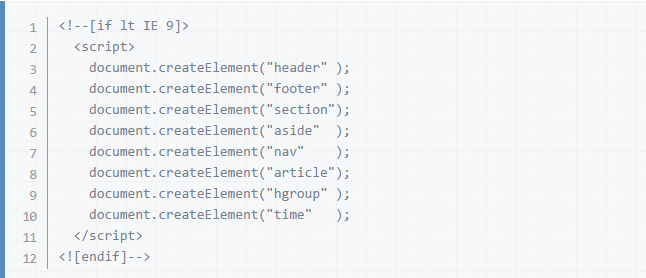 1 <!--[if lt IE 9]>
2   <script>
3     document.createElement("header" );
4     document.createElement("footer" );
5     document.createElement("section");
6     document.createElement("aside"  );
7     document.createElement("nav"    );
8     document.createElement("article");
9     document.createElement("hgroup" );
10     document.createElement("time"   );
11   </script>
12 <![endif]-->